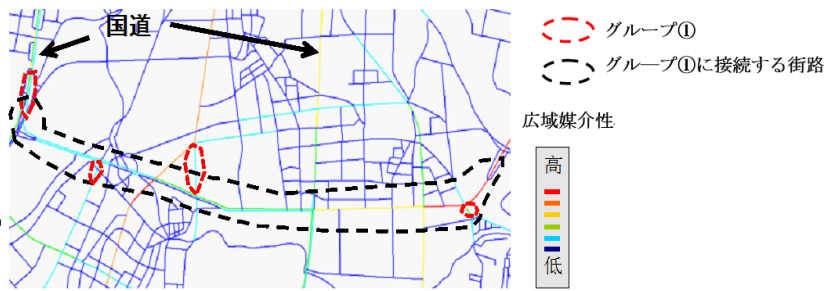 国道
グループ①
グループ①に接続する街路
広域媒介性
高
低